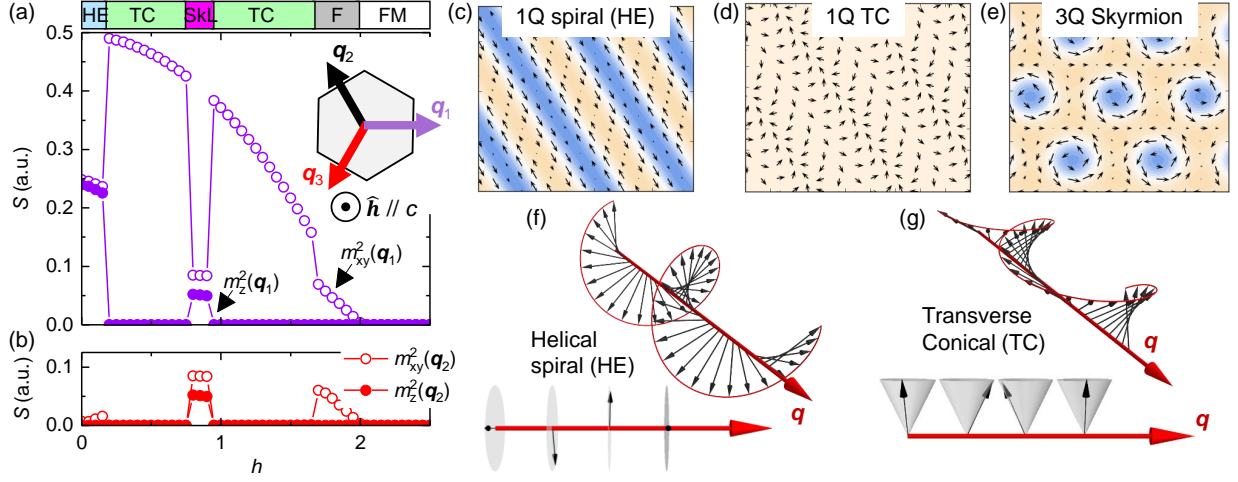 (a)
HE TC SkL TC F FM
0.5
0.4
0.3
0.2
0.1
0.0
S (a.u.)
q2
q1
q3
ĥ // c
m²z(q1)
m²xy(q1)
(b)
0.1
0.0
S (a.u.)
m²xy(q2)
m²z(q2)
0 1 2
h
(c)
1Q spiral (HE)
(d)
1Q TC
(e)
3Q Skyrmion
(f)
Helical
spiral (HE)
q
q
(g)
Transverse
Conical (TC)
q
q